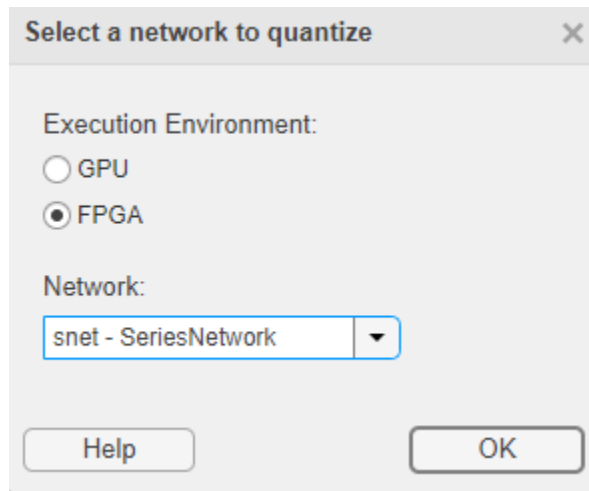 Select a network to quantize
Execution Environment:
GPU
FPGA
Network:
snet - SeriesNetwork
Help
OK